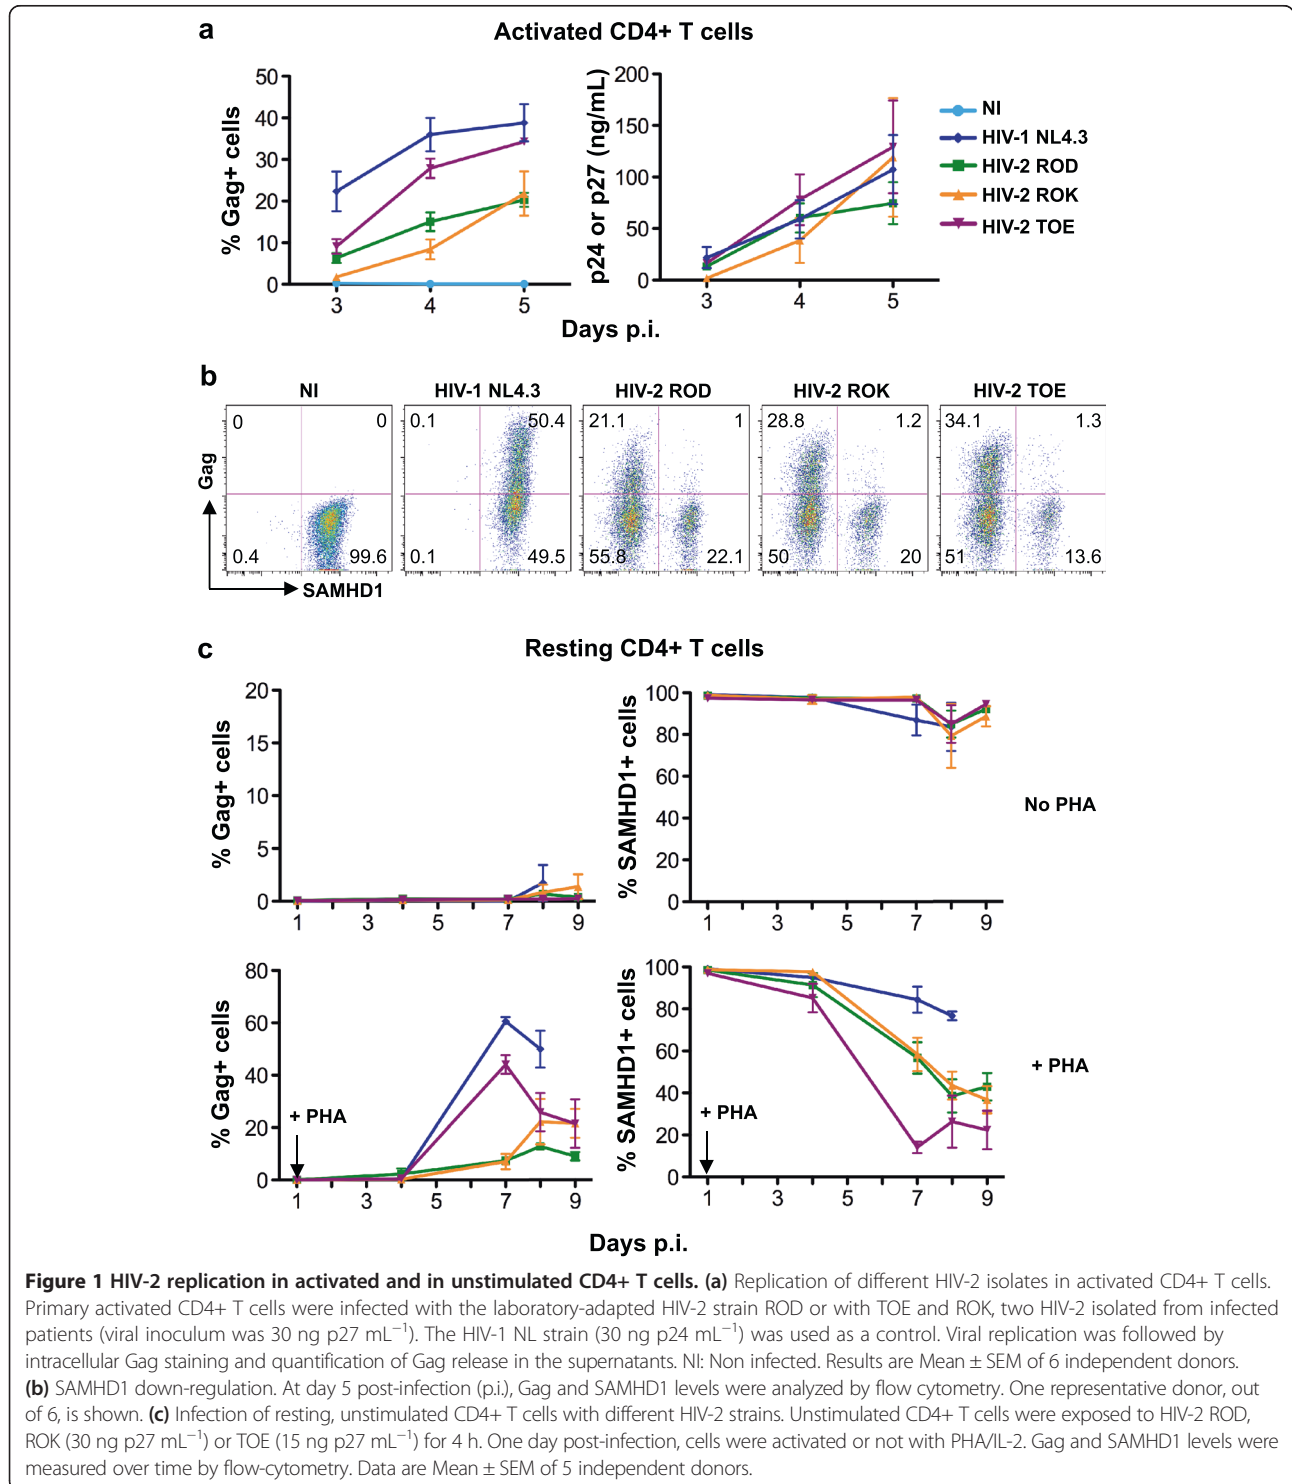 a
Activated CD4+ T cells
% Gag+ cells
50
40
30
20
10
0
3 4 5
p24 or p27 (ng/mL)
200
150
100
50
0
3 4 5
Days p.i.
NI
HIV-1 NL4.3
HIV-2 ROD
HIV-2 ROK
HIV-2 TOE
b
NI HIV-1 NL4.3 HIV-2 ROD HIV-2 ROK HIV-2 TOE
0 0 0.1 50.4 21.1 1 28.8 1.2 34.1 1.3
Gag
0.4 99.6 0.1 49.5 55.8 22.1 50 20 51 13.6
SAMHD1
c
Resting CD4+ T cells
% Gag+ cells
20
15
10
5
0
1 3 5 7 9
% SAMHD1+ cells
100
80
60
40
20
0
1 3 5 7 9
No PHA
% Gag+ cells
80
60
40
20
0
+ PHA
1 3 5 7 9
% SAMHD1+ cells
100
80
60
40
20
0
+ PHA
1 3 5 7 9
+ PHA
Days p.i.
Figure 1 HIV-2 replication in activated and in unstimulated CD4+ T cells. (a) Replication of different HIV-2 isolates in activated CD4+ T cells.
Primary activated CD4+ T cells were infected with the laboratory-adapted HIV-2 strain ROD or with TOE and ROK, two HIV-2 isolated from infected
patients (viral inoculum was 30 ng p27 mL⁻¹). The HIV-1 NL strain (30 ng p24 mL⁻¹) was used as a control. Viral replication was followed by
intracellular Gag staining and quantification of Gag release in the supernatants. NI: Non infected. Results are Mean ± SEM of 6 independent donors.
(b) SAMHD1 down-regulation. At day 5 post-infection (p.i.), Gag and SAMHD1 levels were analyzed by flow cytometry. One representative donor, out
of 6, is shown. (c) Infection of resting, unstimulated CD4+ T cells with different HIV-2 strains. Unstimulated CD4+ T cells were exposed to HIV-2 ROD,
ROK (30 ng p27 mL⁻¹) or TOE (15 ng p27 mL⁻¹) for 4 h. One day post-infection, cells were activated or not with PHA/IL-2. Gag and SAMHD1 levels were
measured over time by flow-cytometry. Data are Mean ± SEM of 5 independent donors.